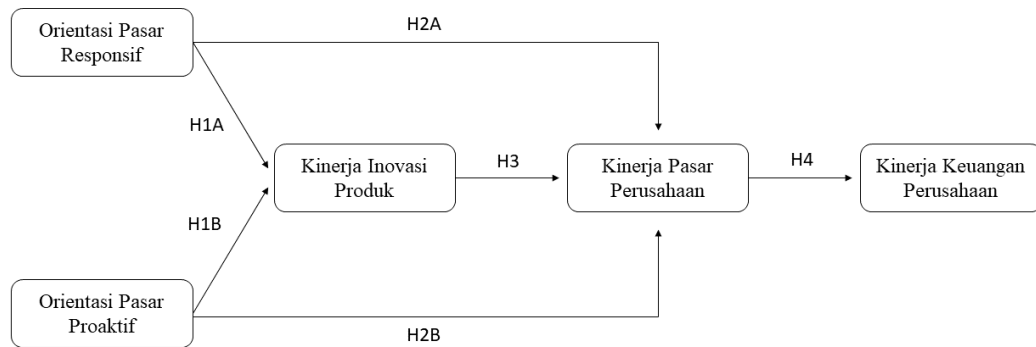 Orientasi Pasar
Responsif
H2A
H1A
Kinerja Inovasi
Produk
H3
Kinerja Pasar
Perusahaan
H4
Kinerja Keuangan
Perusahaan
H1B
Orientasi Pasar
Proaktif
H2B